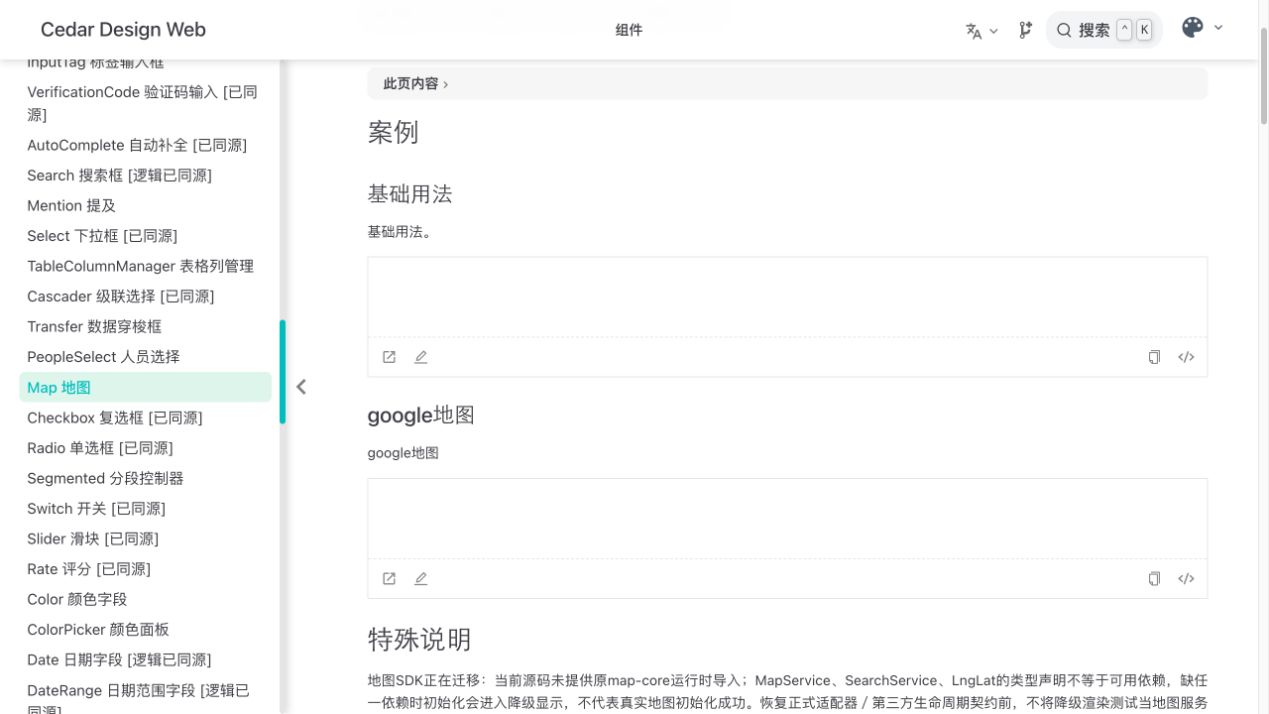 Cedar Design Web
组件
搜索 ^ K
InputTag 标签输入框
VerificationCode 验证码输入 [已同
源]
AutoComplete 自动补全 [已同源]
Search 搜索框 [逻辑已同源]
Mention 提及
Select 下拉框 [已同源]
TableColumnManager 表格列管理
Cascader 级联选择 [已同源]
Transfer 数据穿梭框
PeopleSelect 人员选择
Map 地图
Checkbox 复选框 [已同源]
Radio 单选框 [已同源]
Segmented 分段控制器
Switch 开关 [已同源]
Slider 滑块 [已同源]
Rate 评分 [已同源]
Color 颜色字段
ColorPicker 颜色面板
Date 日期字段 [逻辑已同源]
DateRange 日期范围字段 [逻辑已
同源]
此页内容 ›
案例
基础用法
基础用法。
google地图
google地图
特殊说明
地图SDK正在迁移：当前源码未提供原map-core运行时导入；MapService、SearchService、LngLat的类型声明不等于可用依赖，缺任
一依赖时初始化会进入降级显示，不代表真实地图初始化成功。恢复正式适配器 / 第三方生命周期契约前，不将降级渲染测试当地图服务